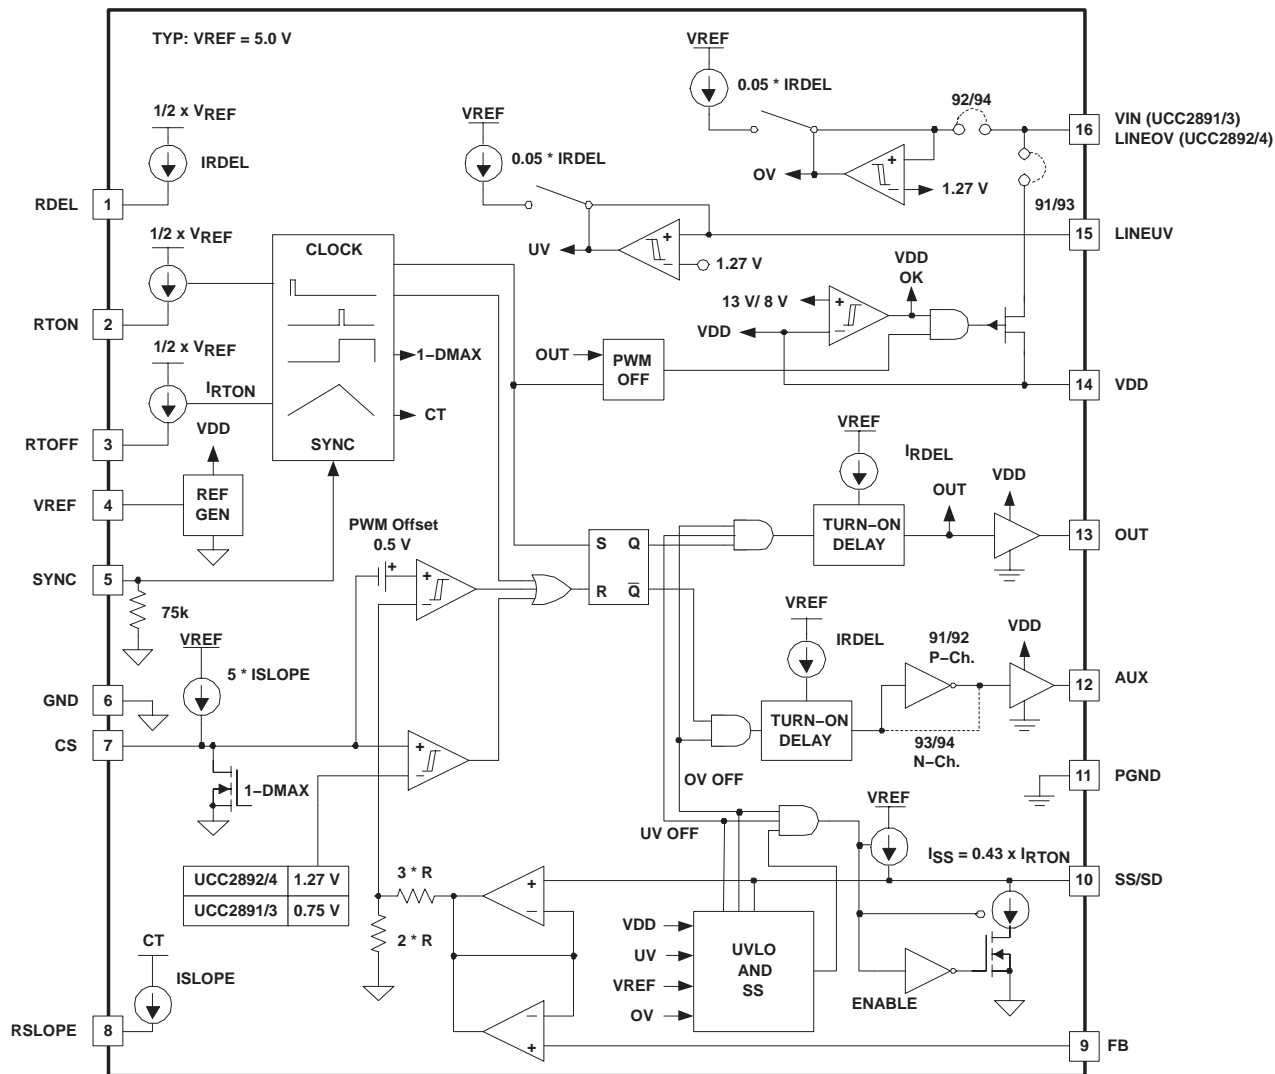 TYP: VREF = 5.0 V
1/2 x VREF
IRDEL
RDEL
1
1/2 x VREF
RTON
2
1/2 x VREF
IRTON
RTOFF
3
VDD
VREF
4
REF
GEN
SYNC
5
75k
VREF
5 * ISLOPE
GND
6
CS
7
1-DMAX
UCC2892/4
1.27 V
UCC2891/3
0.75 V
CT
ISLOPE
RSLOPE
8
CLOCK
1-DMAX
CT
SYNC
PWM Offset
0.5 V
+
+
-
+
-
3 * R
2 * R
+
-
-
+
VREF
0.05 * IRDEL
UV
+
-
1.27 V
VREF
0.05 * IRDEL
OV
+
-
1.27 V
92/94
91/93
16
VIN (UCC2891/3)
LINEOV (UCC2892/4)
15
LINEUV
13 V/ 8 V
VDD
+
-
VDD
OK
OUT
PWM
OFF
14
VDD
S
Q
R
Q
VREF
IRDEL
TURN-ON
DELAY
OUT
VDD
13
OUT
VREF
IRDEL
TURN-ON
DELAY
91/92
P-Ch.
93/94
N-Ch.
VDD
12
AUX
11
PGND
OV OFF
UV OFF
VREF
ISS = 0.43 x IRTON
10
SS/SD
VDD
UV
VREF
OV
UVLO
AND
SS
ENABLE
9
FB